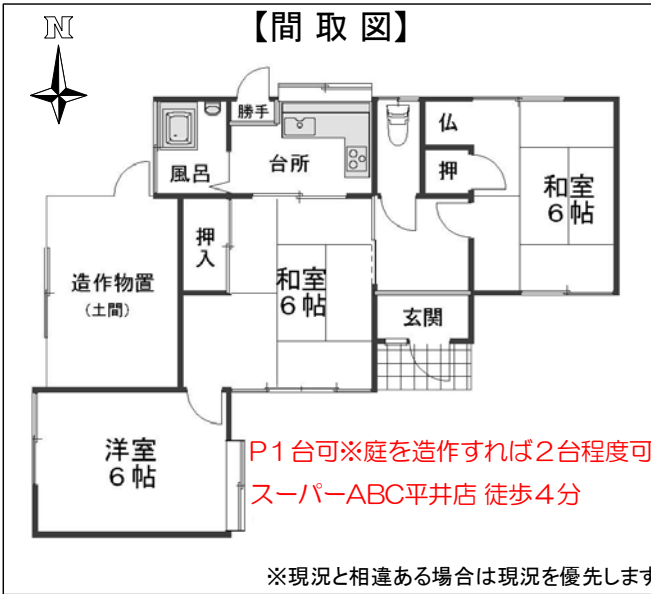 N
【間取図】
勝手
台所
風呂
仏
押
和室
6帖
押入
和室
6帖
造作物置
(土間)
玄関
洋室
6帖
P1台可※庭を造作すれば2台程度可
スーパーABC平井店 徒歩4分
※現況と相違ある場合は現況を優先します